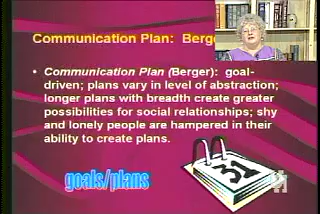 Communication Plan: Berg
• Communication Plan (Berger): goal-
driven; plans vary in level of abstraction;
longer plans with breadth create greater
possibilities for social relationships; shy
and lonely people are hampered in their
ability to create plans.
goals/plans
31